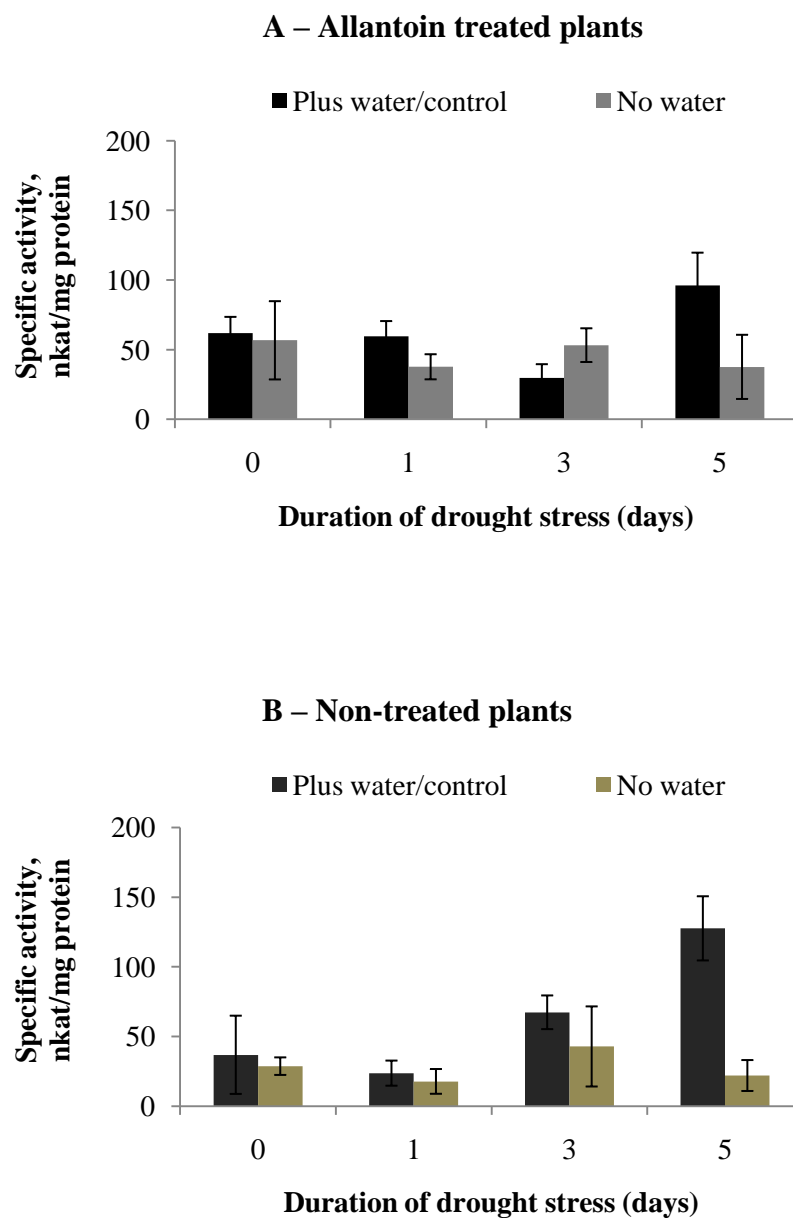 A – Allantoin treated plants
Plus water/control No water
Specific activity,
nkat/mg protein
200
150
100
50
0
0 1 3 5
Duration of drought stress (days)
B – Non-treated plants
Plus water/control No water
Specific activity,
nkat/mg protein
200
150
100
50
0
0 1 3 5
Duration of drought stress (days)